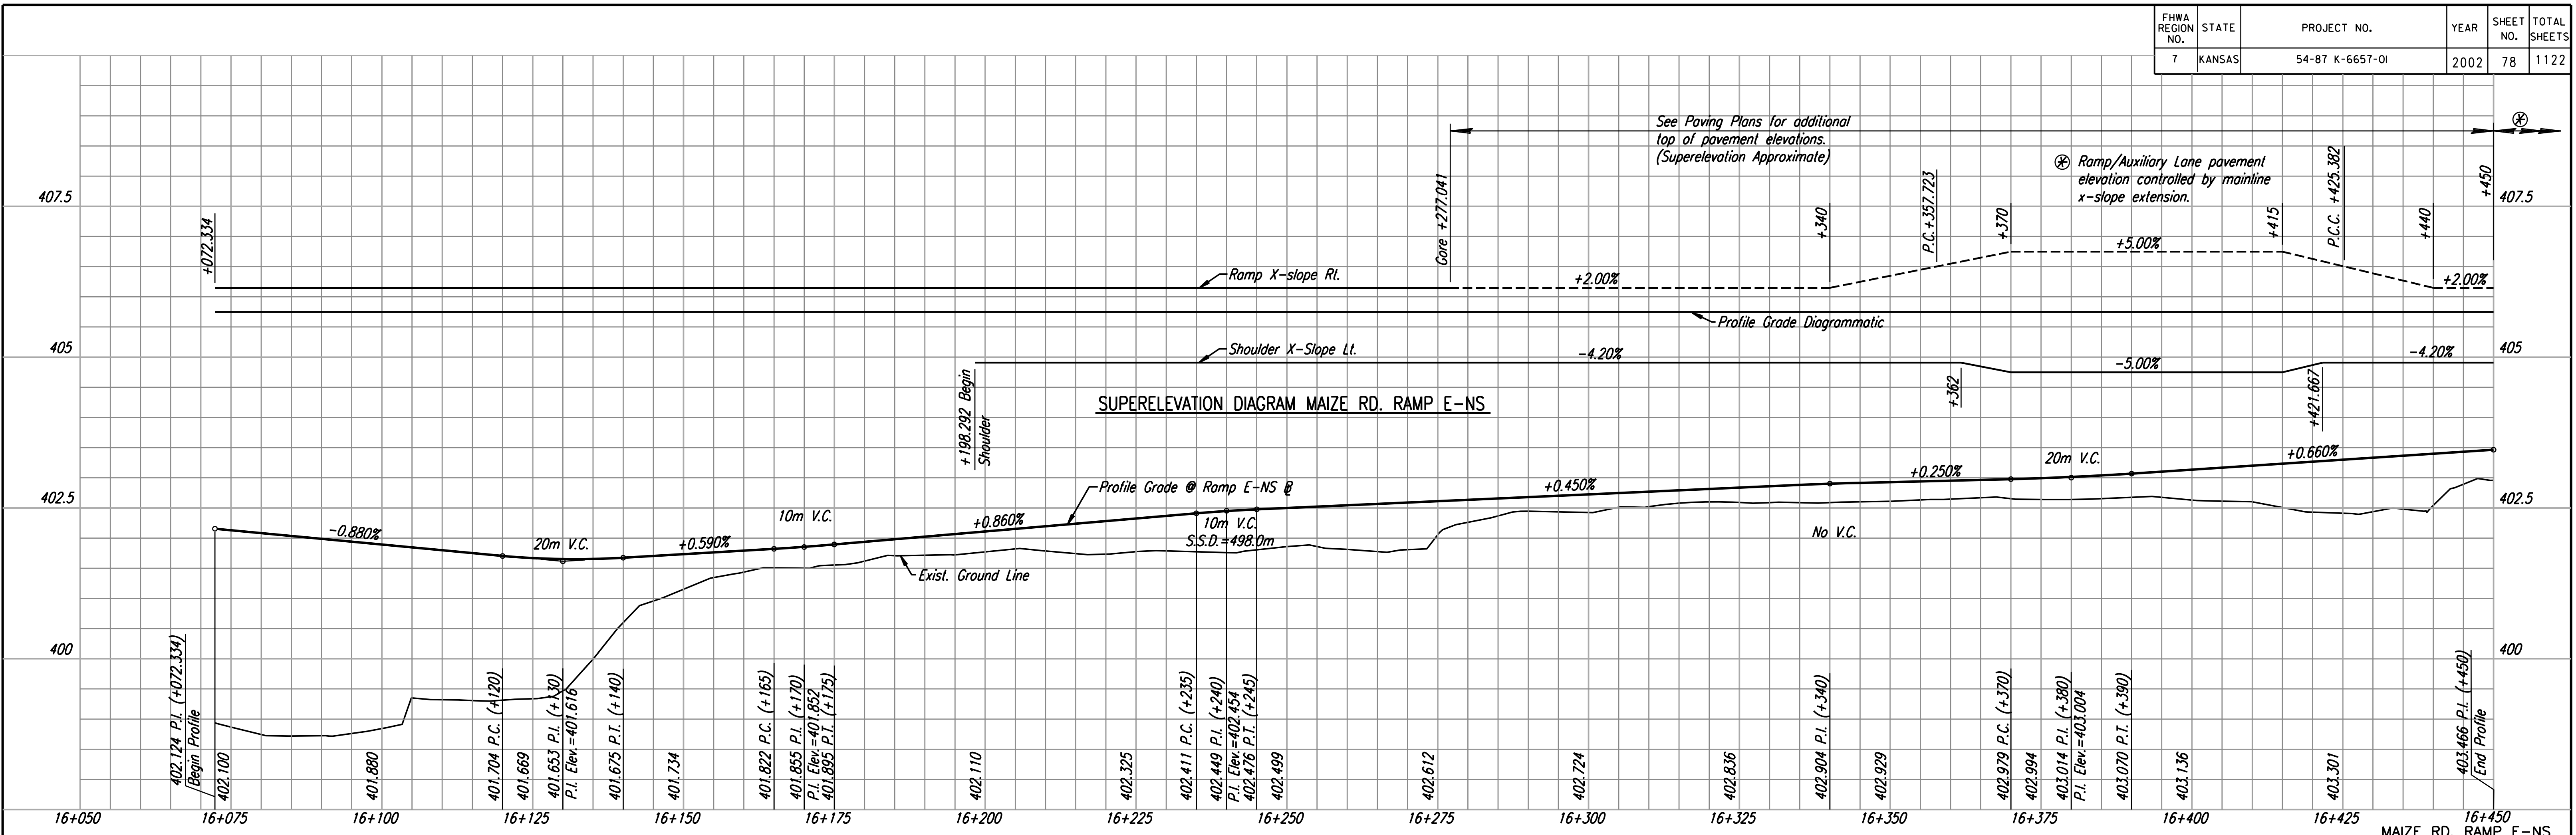 FHWA REGION NO.
STATE
PROJECT NO.
YEAR
SHEET NO.
TOTAL SHEETS
7
KANSAS
54-87 K-6657-01
2002
78
1122
See Paving Plans for additional
top of pavement elevations.
(Superelevation Approximate)
Ramp/Auxiliary Lane pavement
elevation controlled by mainline
x-slope extension.
407.5
407.5
+072.334
Gore +277.041
+340
P.C.+357.723
+370
+415
P.C.C. +425.382
+440
+450
Ramp X-slope Rt.
+2.00%
+5.00%
+2.00%
Profile Grade Diagrammatic
405
405
Shoulder X-Slope Lt.
-4.20%
-5.00%
-4.20%
+198.292 Begin
Shoulder
+362
+421.667
SUPERELEVATION DIAGRAM MAIZE RD. RAMP E-NS
402.5
402.5
Profile Grade @ Ramp E-NS ℄
-0.880%
20m V.C.
+0.590%
10m V.C.
+0.860%
10m V.C.
S.S.D.=498.0m
+0.450%
No V.C.
+0.250%
20m V.C.
+0.660%
Exist. Ground Line
400
400
402.124 P.I. (+072.334)
Begin Profile
402.100
401.880
401.704 P.C. (+120)
401.669
401.653 P.I. (+130)
P.I. Elev.=401.616
401.675 P.T. (+140)
401.734
401.822 P.C. (+165)
401.855 P.I. (+170)
P.I. Elev.=401.852
401.895 P.T. (+175)
402.110
402.325
402.411 P.C. (+235)
402.449 P.I. (+240)
P.I. Elev.=402.454
402.476 P.T. (+245)
402.499
402.612
402.724
402.836
402.904 P.I. (+340)
402.929
402.979 P.C. (+370)
402.994
403.014 P.I. (+380)
P.I. Elev.=403.004
403.070 P.T. (+390)
403.136
403.301
403.466 P.I. (+450)
End Profile
16+050
16+075
16+100
16+125
16+150
16+175
16+200
16+225
16+250
16+275
16+300
16+325
16+350
16+375
16+400
16+425
16+450
MAIZE RD. RAMP E-NS